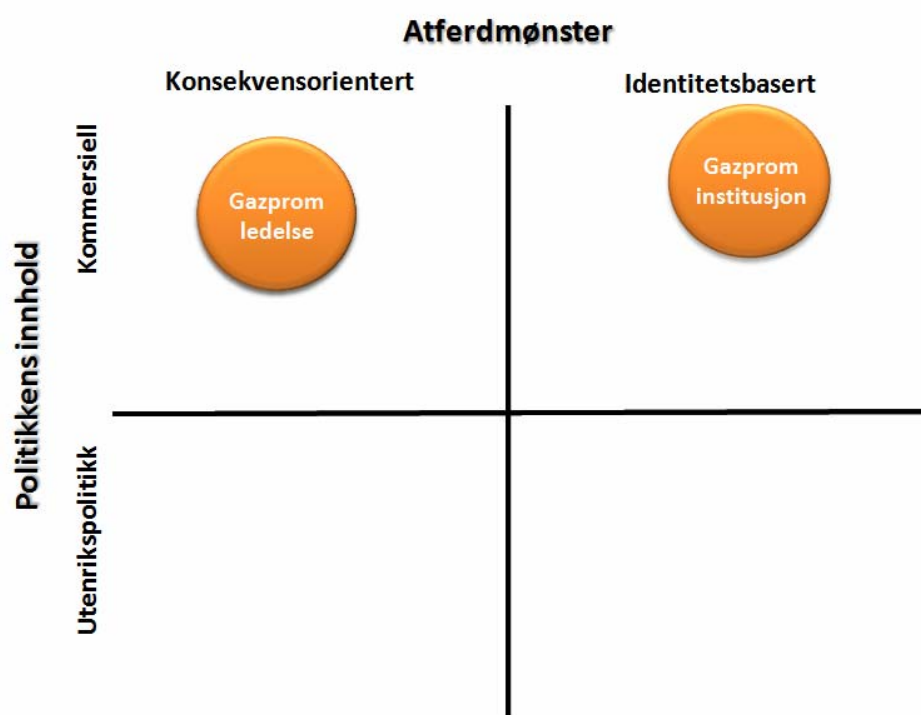 Atferdmønster
Konsekvensorientert
Identitetsbasert
Politikkens innhold
Kommersiell
Utenrikspolitikk
Gazprom
ledelse
Gazprom
institusjon